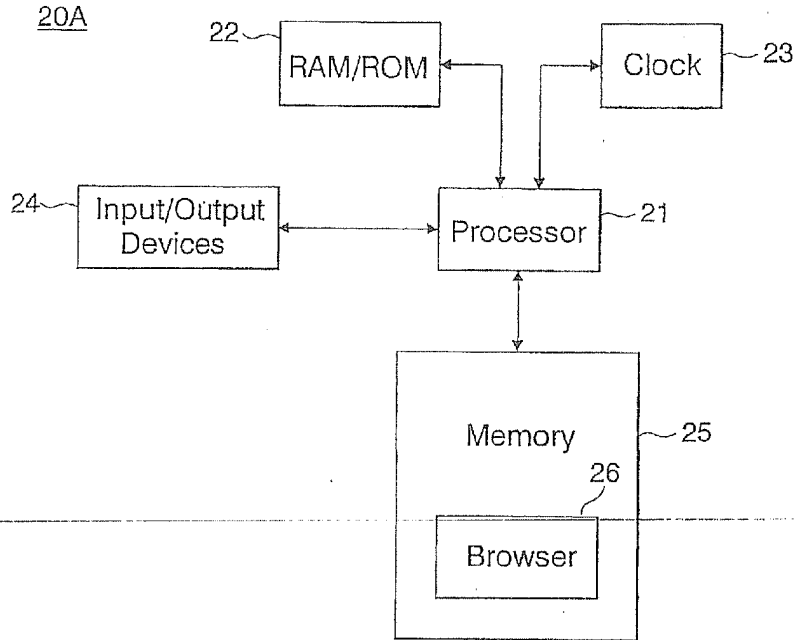 20A
22
RAM/ROM
Clock
23
24
Input/Output
Devices
Processor
21
Memory
25
26
Browser